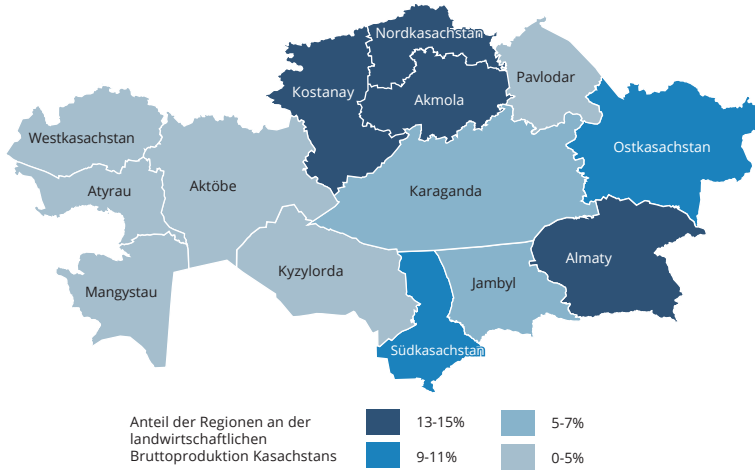 Nordkasachstan
Kostanay
Akmola
Pavlodar
Westkasachstan
Ostkasachstan
Atyrau
Aktöbe
Karaganda
Almaty
Kyzylorda
Jambyl
Mangystau
Südkasachstan
Anteil der Regionen an der
landwirtschaftlichen
Bruttoproduktion Kasachstans
13-15%
5-7%
9-11%
0-5%